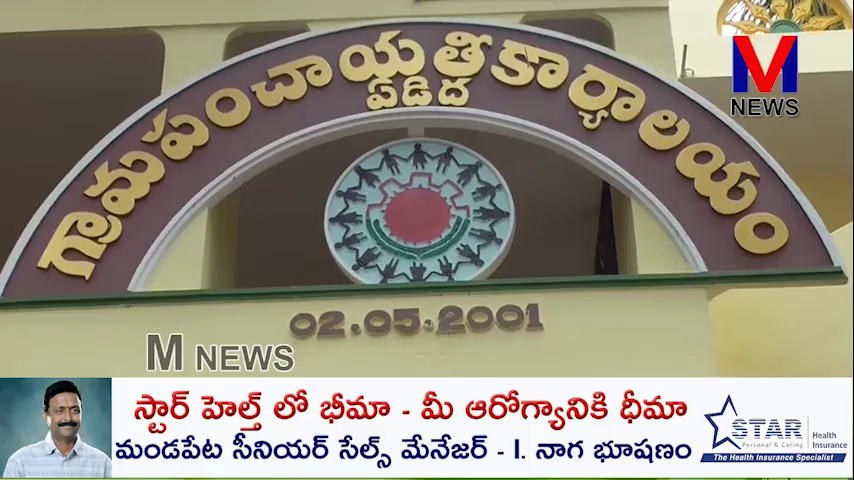 గ్రామపంచాయతికార్యాలయం
ఏడిద
M
NEWS
02.05.2001
M NEWS
స్టార్ హెల్త్ లో భీమా - మీ ఆరోగ్యానికి ధీమా
మండపేట సీనియర్ సేల్స్ మేనేజర్ - I. నాగ భూషణం
STAR
Personal & Caring
Health
Insurance
The Health Insurance Specialist